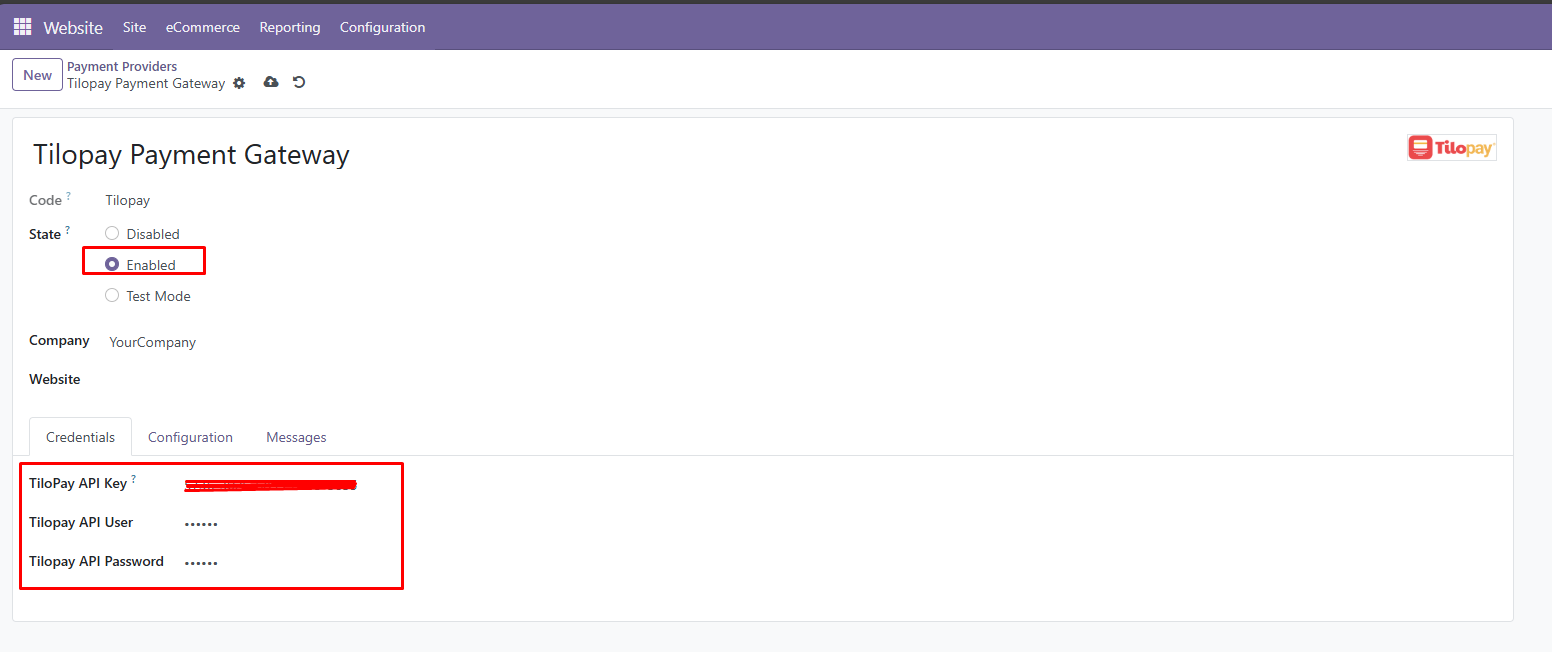 Website Site eCommerce Reporting Configuration
New Payment Providers
Tilopay Payment Gateway
Tilopay Payment Gateway
Tilopay
Code ? Tilopay
State ? Disabled
Enabled
Test Mode
Company YourCompany
Website
Credentials Configuration Messages
TiloPay API Key ?
Tilopay API User ••••••
Tilopay API Password ••••••